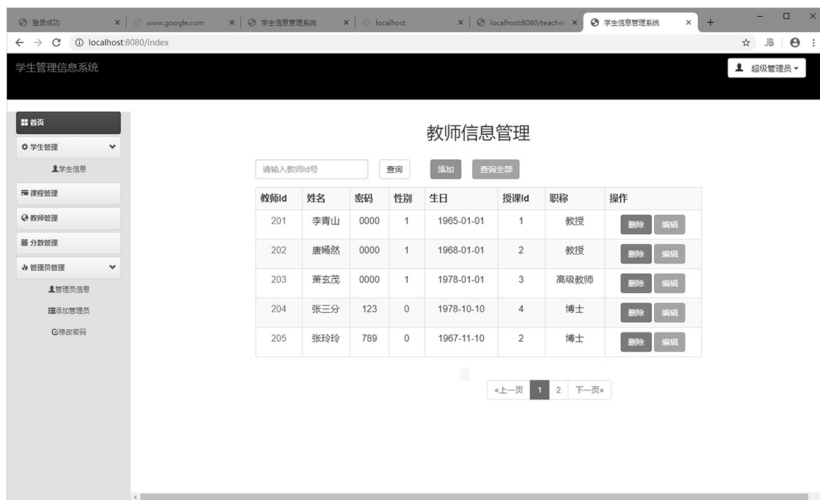 登录成功 www.google.com 学生信息管理系统 localhost localhost:8080/teache 学生信息管理系统
localhost:8080/index
学生管理信息系统 超级管理员
首页
学生管理
学生信息
课程管理
教师管理
分数管理
管理员管理
管理员信息
添加管理员
修改密码
教师信息管理
请输入教师id号 查询 添加 查询全部
教师Id 姓名 密码 性别 生日 授课Id 职称 操作
201 李青山 0000 1 1965-01-01 1 教授 删除 编辑
202 唐嫣然 0000 1 1968-01-01 2 教授 删除 编辑
203 萧玄茂 0000 1 1978-01-01 3 高级教师 删除 编辑
204 张三分 123 0 1978-10-10 4 博士 删除 编辑
205 张玲玲 789 0 1967-11-10 2 博士 删除 编辑
«上一页 1 2 下一页»